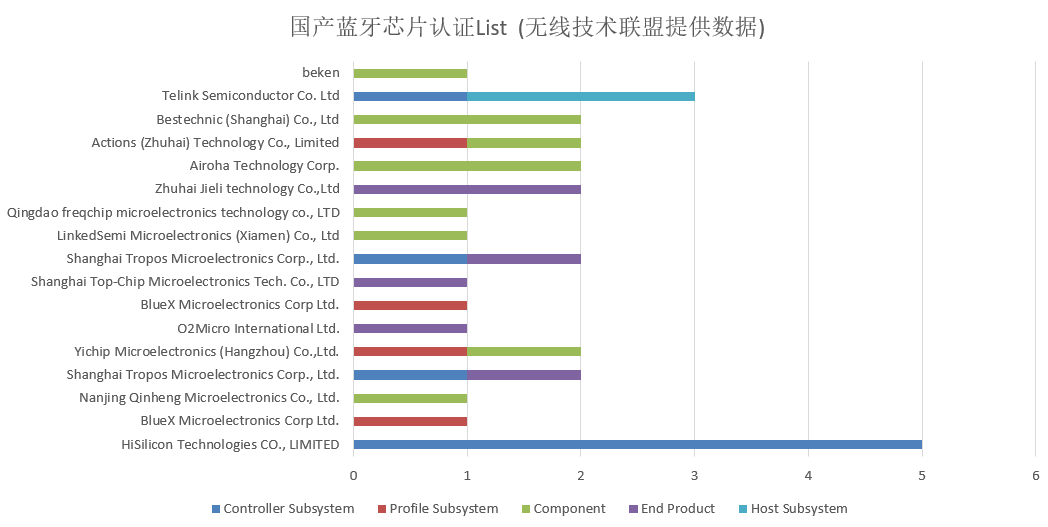 国产蓝牙芯片认证List (无线技术联盟提供数据)
beken
Telink Semiconductor Co. Ltd
Bestechnic (Shanghai) Co., Ltd
Actions (Zhuhai) Technology Co., Limited
Airoha Technology Corp.
Zhuhai Jieli technology Co.,Ltd
Qingdao freqchip microelectronics technology co., LTD
LinkedSemi Microelectronics (Xiamen) Co., Ltd
Shanghai Tropos Microelectronics Corp., Ltd.
Shanghai Top-Chip Microelectronics Tech. Co., LTD
BlueX Microelectronics Corp Ltd.
O2Micro International Ltd.
Yichip Microelectronics (Hangzhou) Co.,Ltd.
Shanghai Tropos Microelectronics Corp., Ltd.
Nanjing Qinheng Microelectronics Co., Ltd.
BlueX Microelectronics Corp Ltd.
HiSilicon Technologies CO., LIMITED
0 1 2 3 4 5 6
Controller Subsystem Profile Subsystem Component End Product Host Subsystem